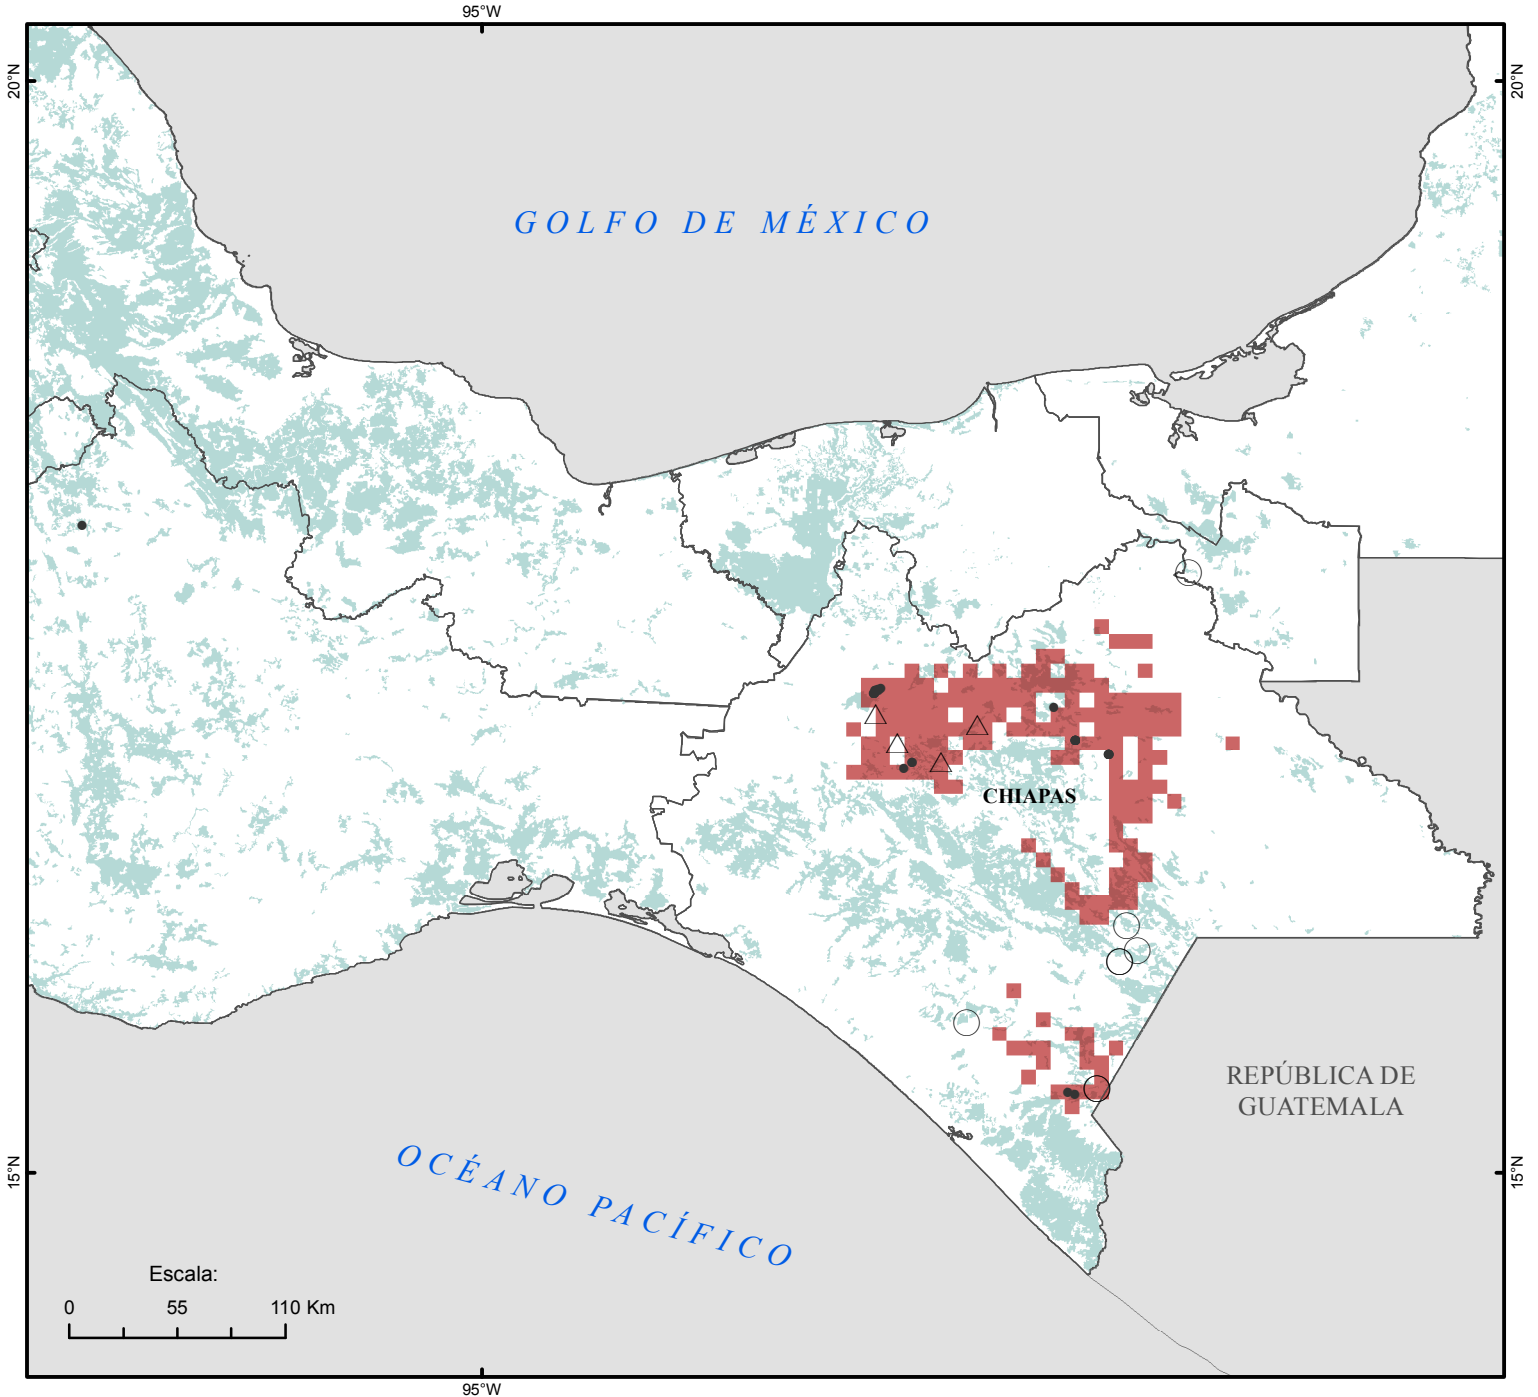 95°W
20°N
20°N
GOLFO DE MÉXICO
CHIAPAS
REPÚBLICA DE
GUATEMALA
OCÉANO PACÍFICO
15°N
15°N
Escala:
0 55 110 Km
95°W